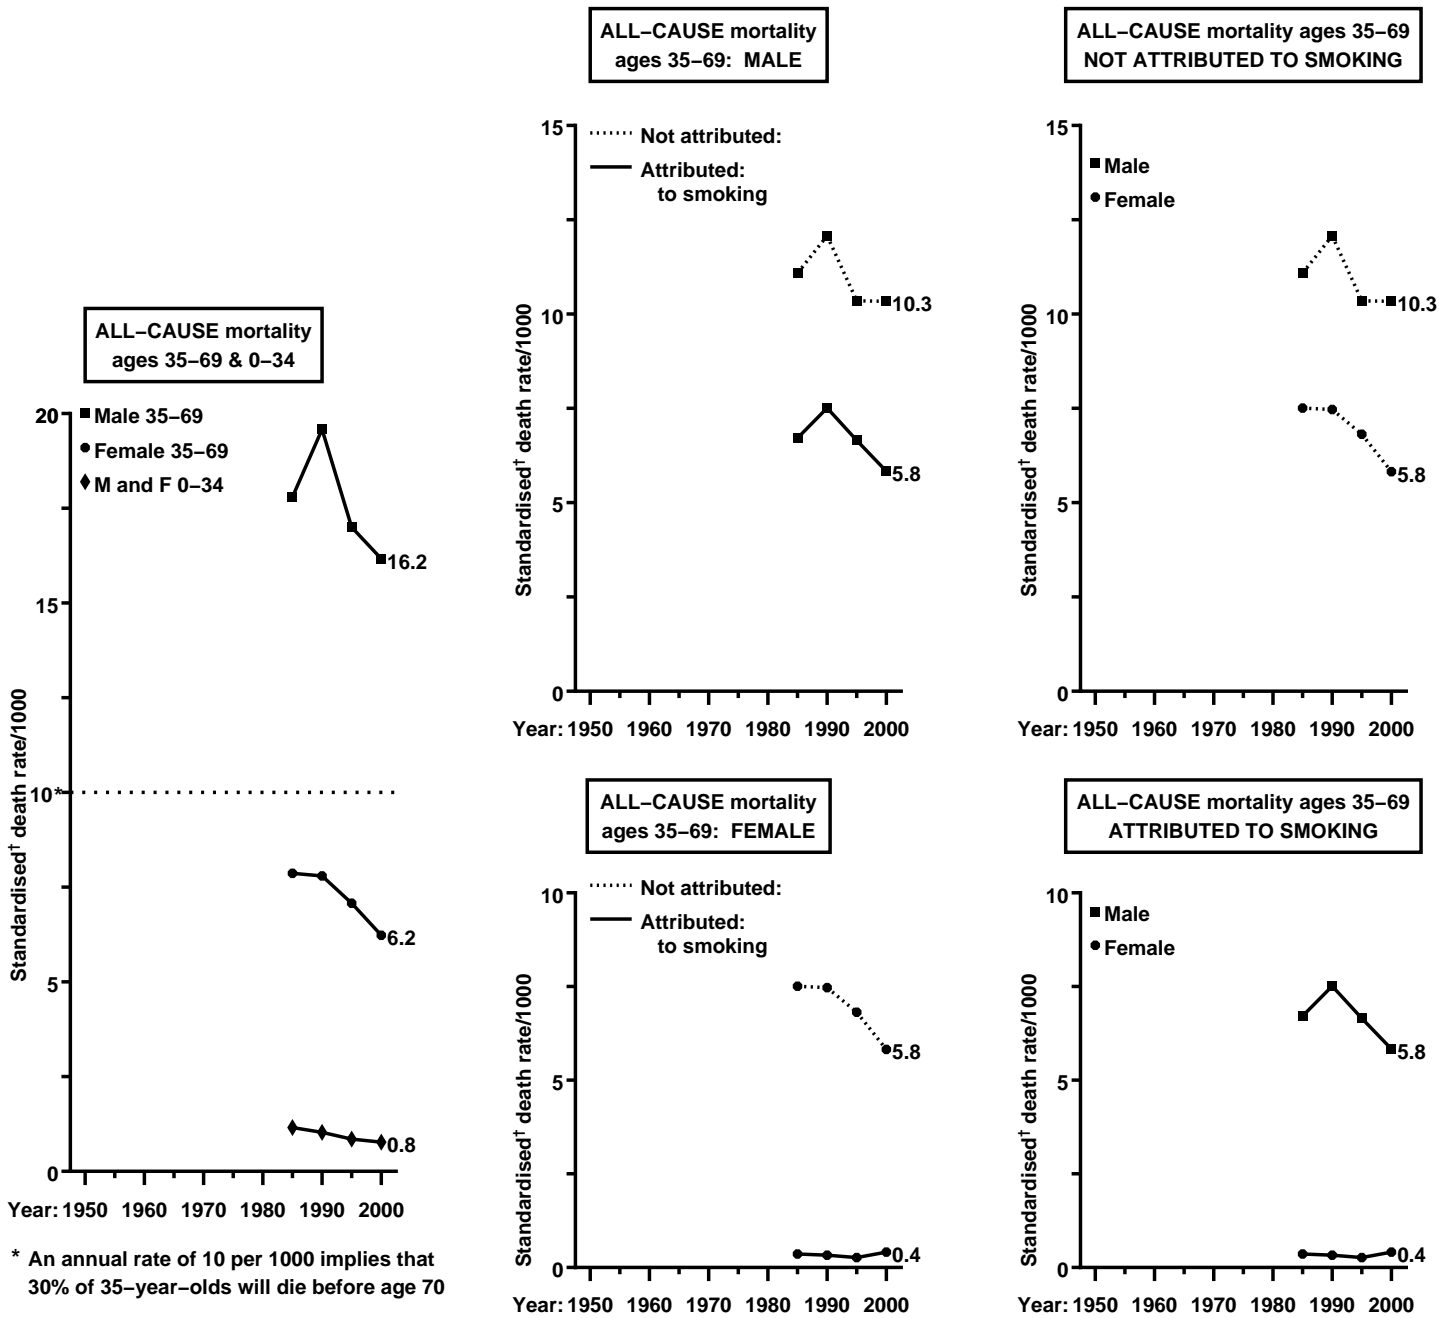 ALL–CAUSE mortality
ages 35–69 & 0–34
20
15
10*
5
0
Standardised† death rate/1000
Male 35–69
Female 35–69
M and F 0–34
16.2
6.2
0.8
Year: 1950 1960 1970 1980 1990 2000
* An annual rate of 10 per 1000 implies that
30% of 35–year–olds will die before age 70
ALL–CAUSE mortality
ages 35–69: MALE
15
10
5
0
Standardised† death rate/1000
Not attributed:
Attributed:
to smoking
10.3
5.8
Year: 1950 1960 1970 1980 1990 2000
ALL–CAUSE mortality ages 35–69
NOT ATTRIBUTED TO SMOKING
15
10
5
0
Standardised† death rate/1000
Male
Female
10.3
5.8
Year: 1950 1960 1970 1980 1990 2000
ALL–CAUSE mortality
ages 35–69: FEMALE
10
5
0
Standardised† death rate/1000
Not attributed:
Attributed:
to smoking
5.8
0.4
Year: 1950 1960 1970 1980 1990 2000
ALL–CAUSE mortality ages 35–69
ATTRIBUTED TO SMOKING
10
5
0
Standardised† death rate/1000
Male
Female
5.8
0.4
Year: 1950 1960 1970 1980 1990 2000